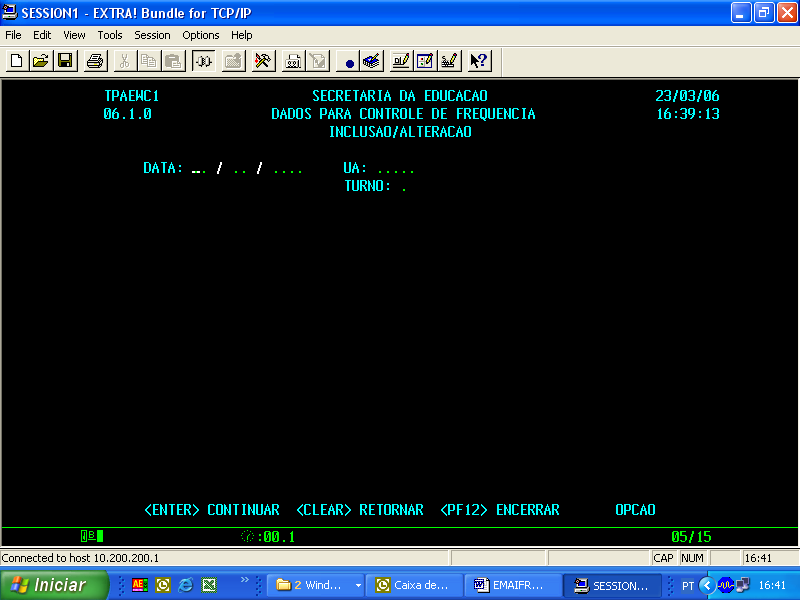 SESSION1 - EXTRA! Bundle for TCP/IP
File Edit View Tools Session Options Help
TPAEWC1 SECRETARIA DA EDUCACAO 23/03/06
06.1.0 DADOS PARA CONTROLE DE FREQUENCIA 16:39:13
INCLUSAO/ALTERACAO
DATA: _. / .. / .... UA: .....
TURNO: .
<ENTER> CONTINUAR <CLEAR> RETORNAR <PF12> ENCERRAR OPCAO
B :00.1 05/15
Connected to host 10.200.200.1 CAP NUM 16:41
Iniciar AE 2 Wind... Caixa de... EMAIFR... SESSION... PT 16:41